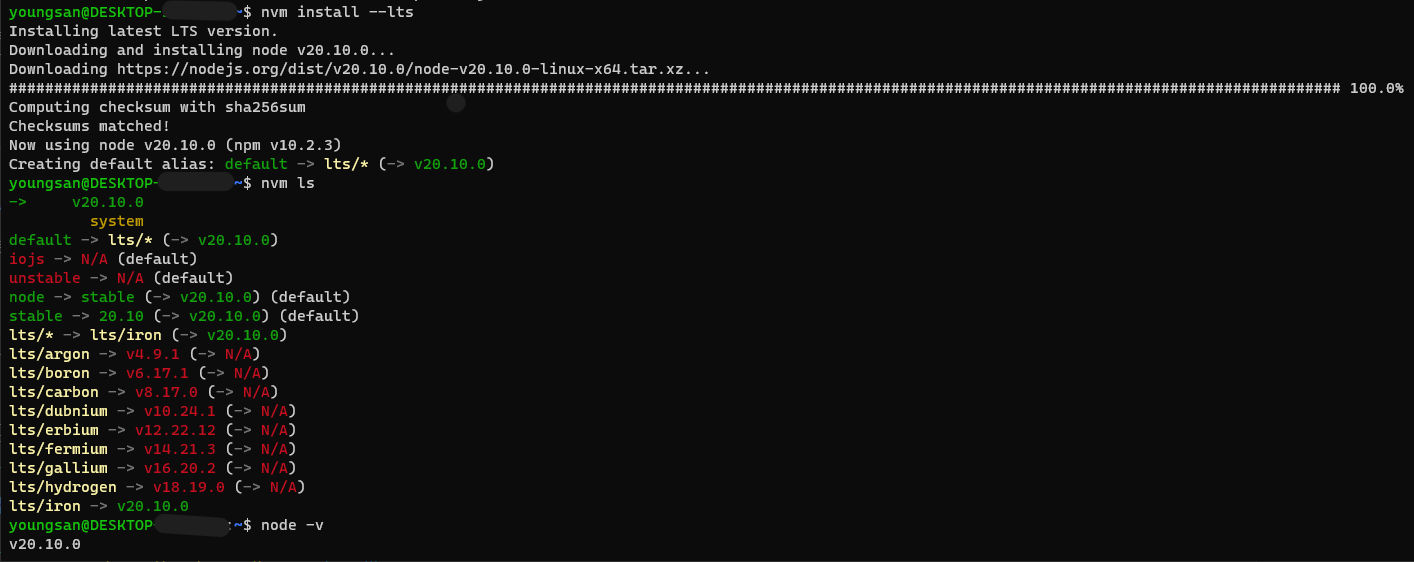 youngsan@DESKTOP- ~$ nvm install --lts
Installing latest LTS version.
Downloading and installing node v20.10.0...
Downloading https://nodejs.org/dist/v20.10.0/node-v20.10.0-linux-x64.tar.xz...
#################################################################################################################################################### 100.0%
Computing checksum with sha256sum
Checksums matched!
Now using node v20.10.0 (npm v10.2.3)
Creating default alias: default -> lts/* (-> v20.10.0)
youngsan@DESKTOP- ~$ nvm ls
-> v20.10.0
system
default -> lts/* (-> v20.10.0)
iojs -> N/A (default)
unstable -> N/A (default)
node -> stable (-> v20.10.0) (default)
stable -> 20.10 (-> v20.10.0) (default)
lts/* -> lts/iron (-> v20.10.0)
lts/argon -> v4.9.1 (-> N/A)
lts/boron -> v6.17.1 (-> N/A)
lts/carbon -> v8.17.0 (-> N/A)
lts/dubnium -> v10.24.1 (-> N/A)
lts/erbium -> v12.22.12 (-> N/A)
lts/fermium -> v14.21.3 (-> N/A)
lts/gallium -> v16.20.2 (-> N/A)
lts/hydrogen -> v18.19.0 (-> N/A)
lts/iron -> v20.10.0
youngsan@DESKTOP :~$ node -v
v20.10.0